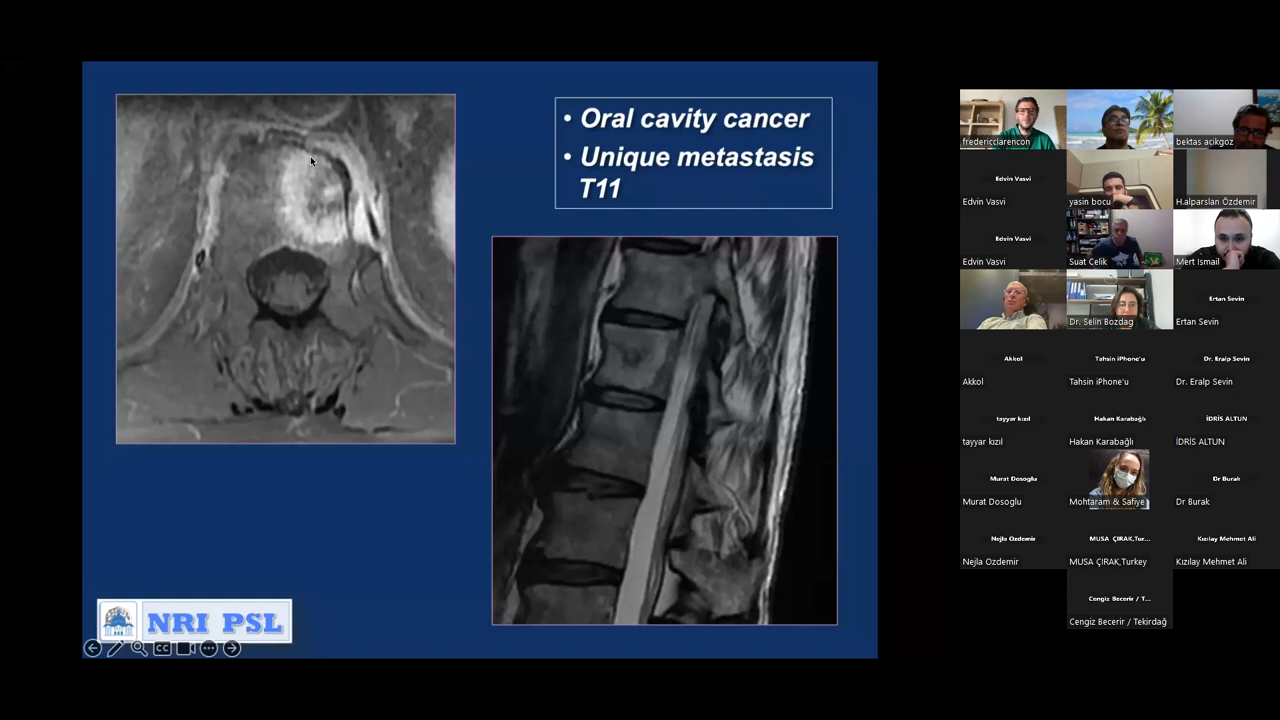 • Oral cavity cancer
• Unique metastasis
T11
NRI PSL
CC
fredericclarencon
bektas acikgoz
Edvin Vasvi
Edvin Vasvi
yasin bocu
H.alparslan Özdemir
Edvin Vasvi
Edvin Vasvi
Suat Çelik
Mert Ismail
Dr. Selin Bozdag
Ertan Sevin
Ertan Sevin
Akkol
Akkol
Tahsin iPhone'u
Tahsin iPhone'u
Dr. Eralp Sevin
Dr. Eralp Sevin
tayyar kızıl
tayyar kızıl
Hakan Karabağlı
Hakan Karabağlı
İDRİS ALTUN
İDRİS ALTUN
Murat Dosoglu
Murat Dosoglu
Mohtaram & Safiye
Dr Burak
Dr Burak
Nejla Ozdemir
Nejla Ozdemir
MUSA ÇIRAK,Tur...
MUSA ÇIRAK,Turkey
Kızılay Mehmet Ali
Kızılay Mehmet Ali
Cengiz Becerir / T...
Cengiz Becerir / Tekirdağ